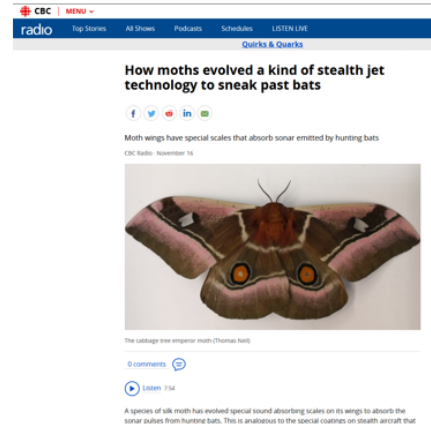 CBC | MENU
radio Top Stories All Shows Podcasts Schedules LISTEN LIVE
Quirks & Quarks
How moths evolved a kind of stealth jet
technology to sneak past bats
Moth wings have special scales that absorb sonar emitted by hunting bats
CBC Radio · November 16
The cabbage tree emperor moth (Thomas Neil)
0 comments
Listen 7:54
A species of silk moth has evolved special sound absorbing scales on its wings to absorb the
sonar pulses from hunting bats. This is analogous to the special coatings on stealth aircraft that